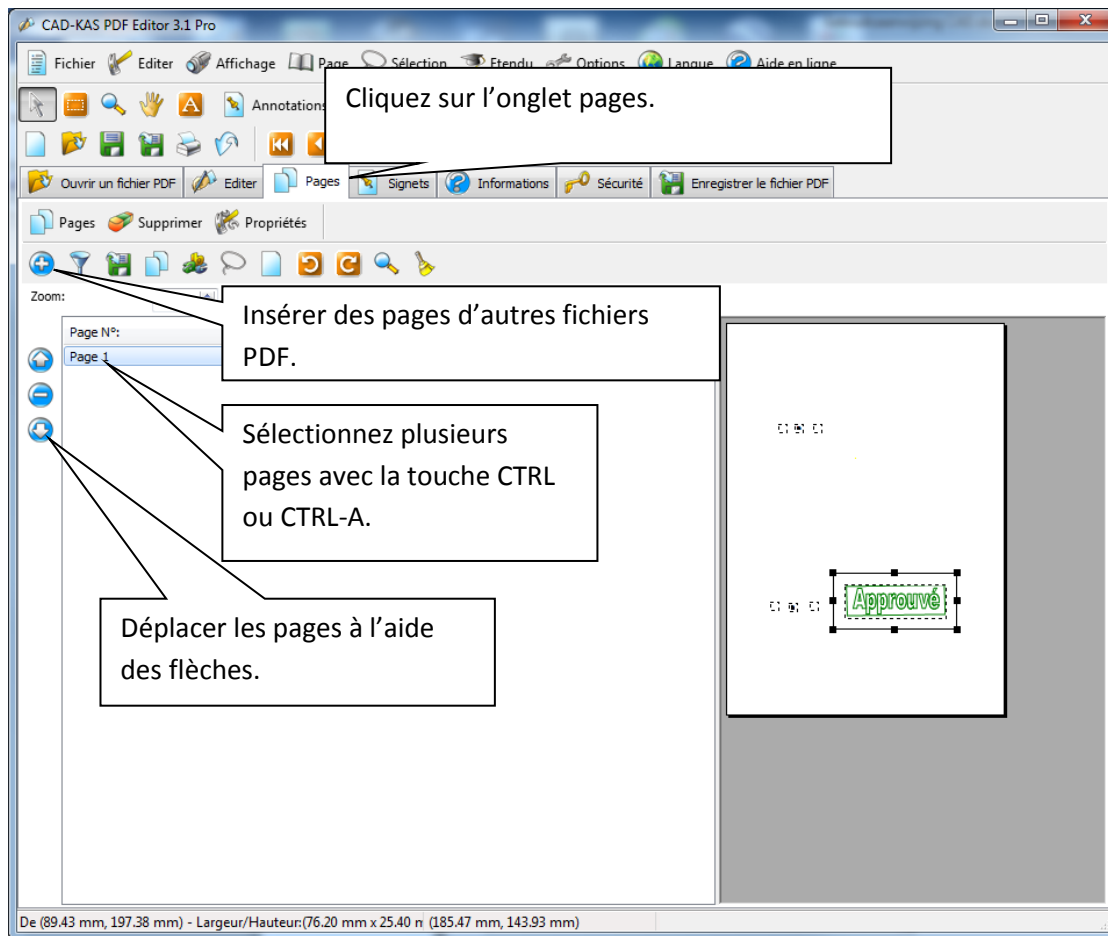 CAD-KAS PDF Editor 3.1 Pro
Fichier Editer Affichage Page Sélection Etendu Options Langue Aide en ligne
Annotations
Cliquez sur l’onglet pages.
Ouvrir un fichier PDF Editer Pages Signets Informations Sécurité Enregistrer le fichier PDF
Pages Supprimer Propriétés
Zoom:
Insérer des pages d’autres fichiers
PDF.
Page N°:
Page 1
Sélectionnez plusieurs
pages avec la touche CTRL
ou CTRL-A.
Approuvé
Déplacer les pages à l’aide
des flèches.
De (89.43 mm, 197.38 mm) - Largeur/Hauteur:(76.20 mm x 25.40 (185.47 mm, 143.93 mm)